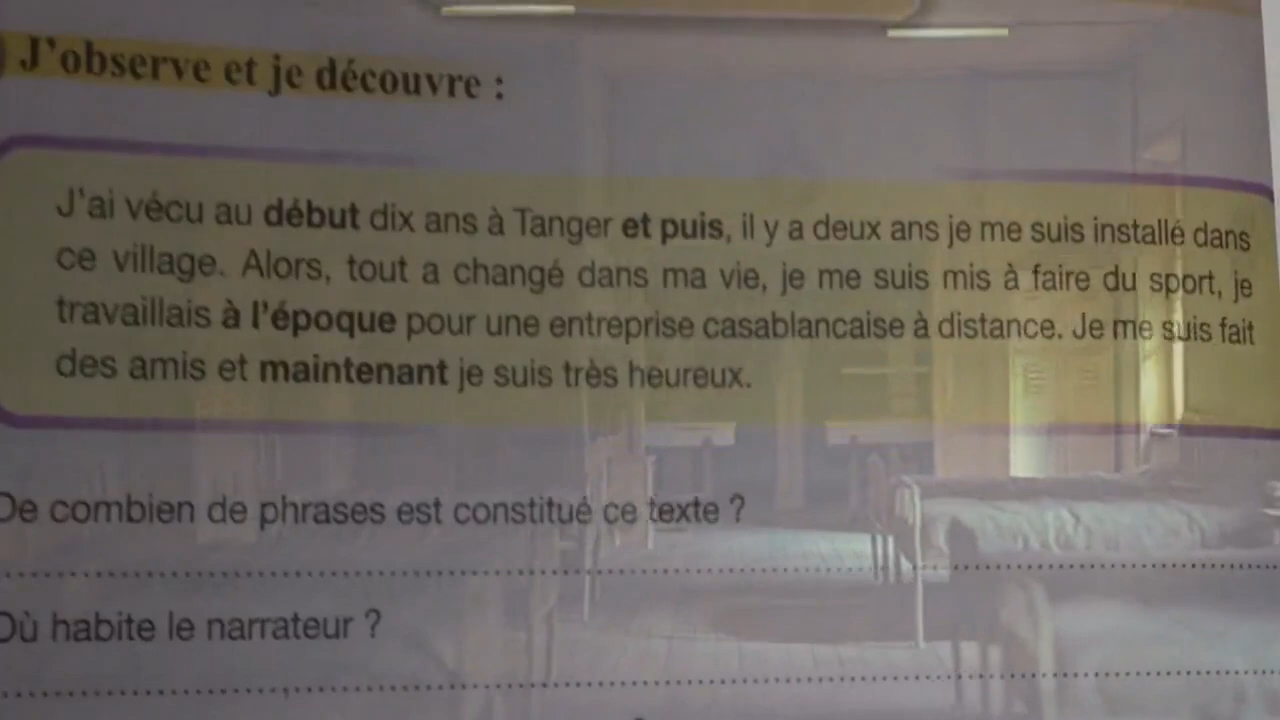 J'observe et je découvre :
J'ai vécu au début dix ans à Tanger et puis, il y a deux ans je me suis installé dans
ce village. Alors, tout a changé dans ma vie, je me suis mis à faire du sport, je
travaillais à l'époque pour une entreprise casablancaise à distance. Je me suis fait
des amis et maintenant je suis très heureux.
De combien de phrases est constitué ce texte ?
Où habite le narrateur ?